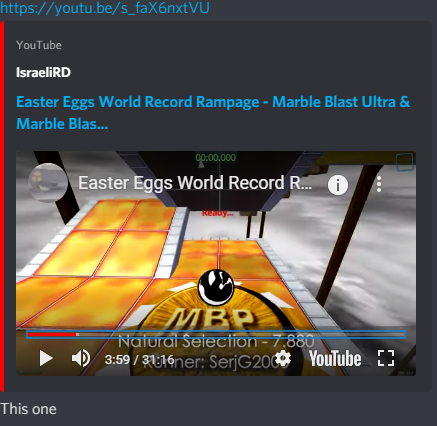 https://youtu.be/s_faX6nxtVU
YouTube
IsraeliRD
Easter Eggs World Record Rampage - Marble Blast Ultra &
Marble Blas...
00:00.000
Easter Eggs World Record R...
Ready...
MBP
Natural Selection - 7.880
Runner: SerjG200
3:59 / 31:16
YouTube
This one